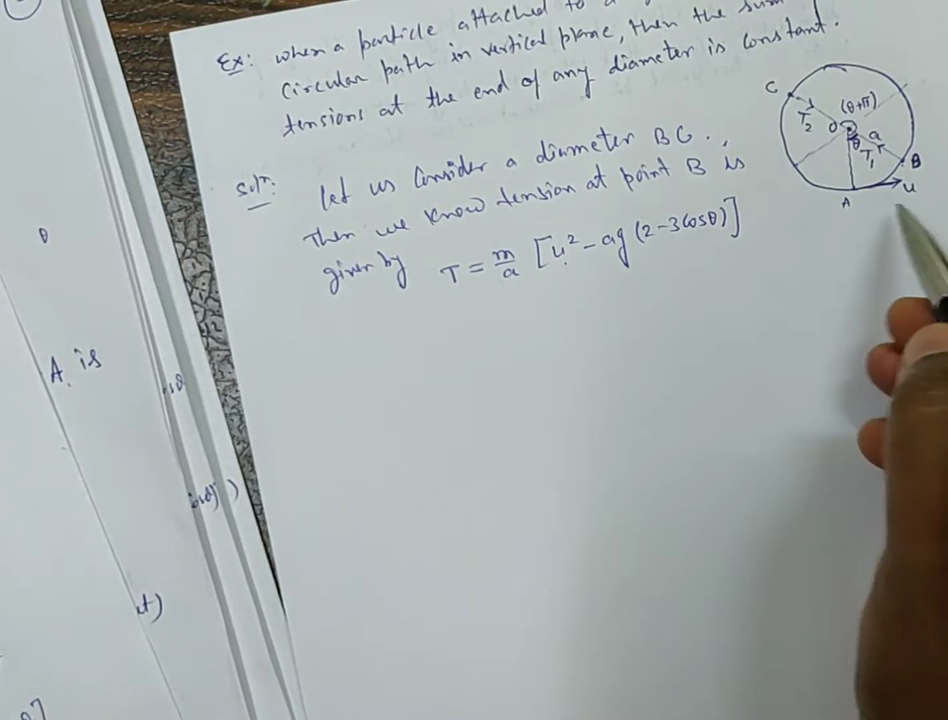 Ex: when a particle attached to a
circular path in vertical plane, then the sum
tensions at the end of any diameter is constant.
Soln: let us Consider a diameter BC.,
Then we know tension at point B is
given by T = m/a [u² - ag (2-3cosθ)]
C
T₂
(θ+π)
O
θ
a
T₁
B
A
u
θ
A is
t)